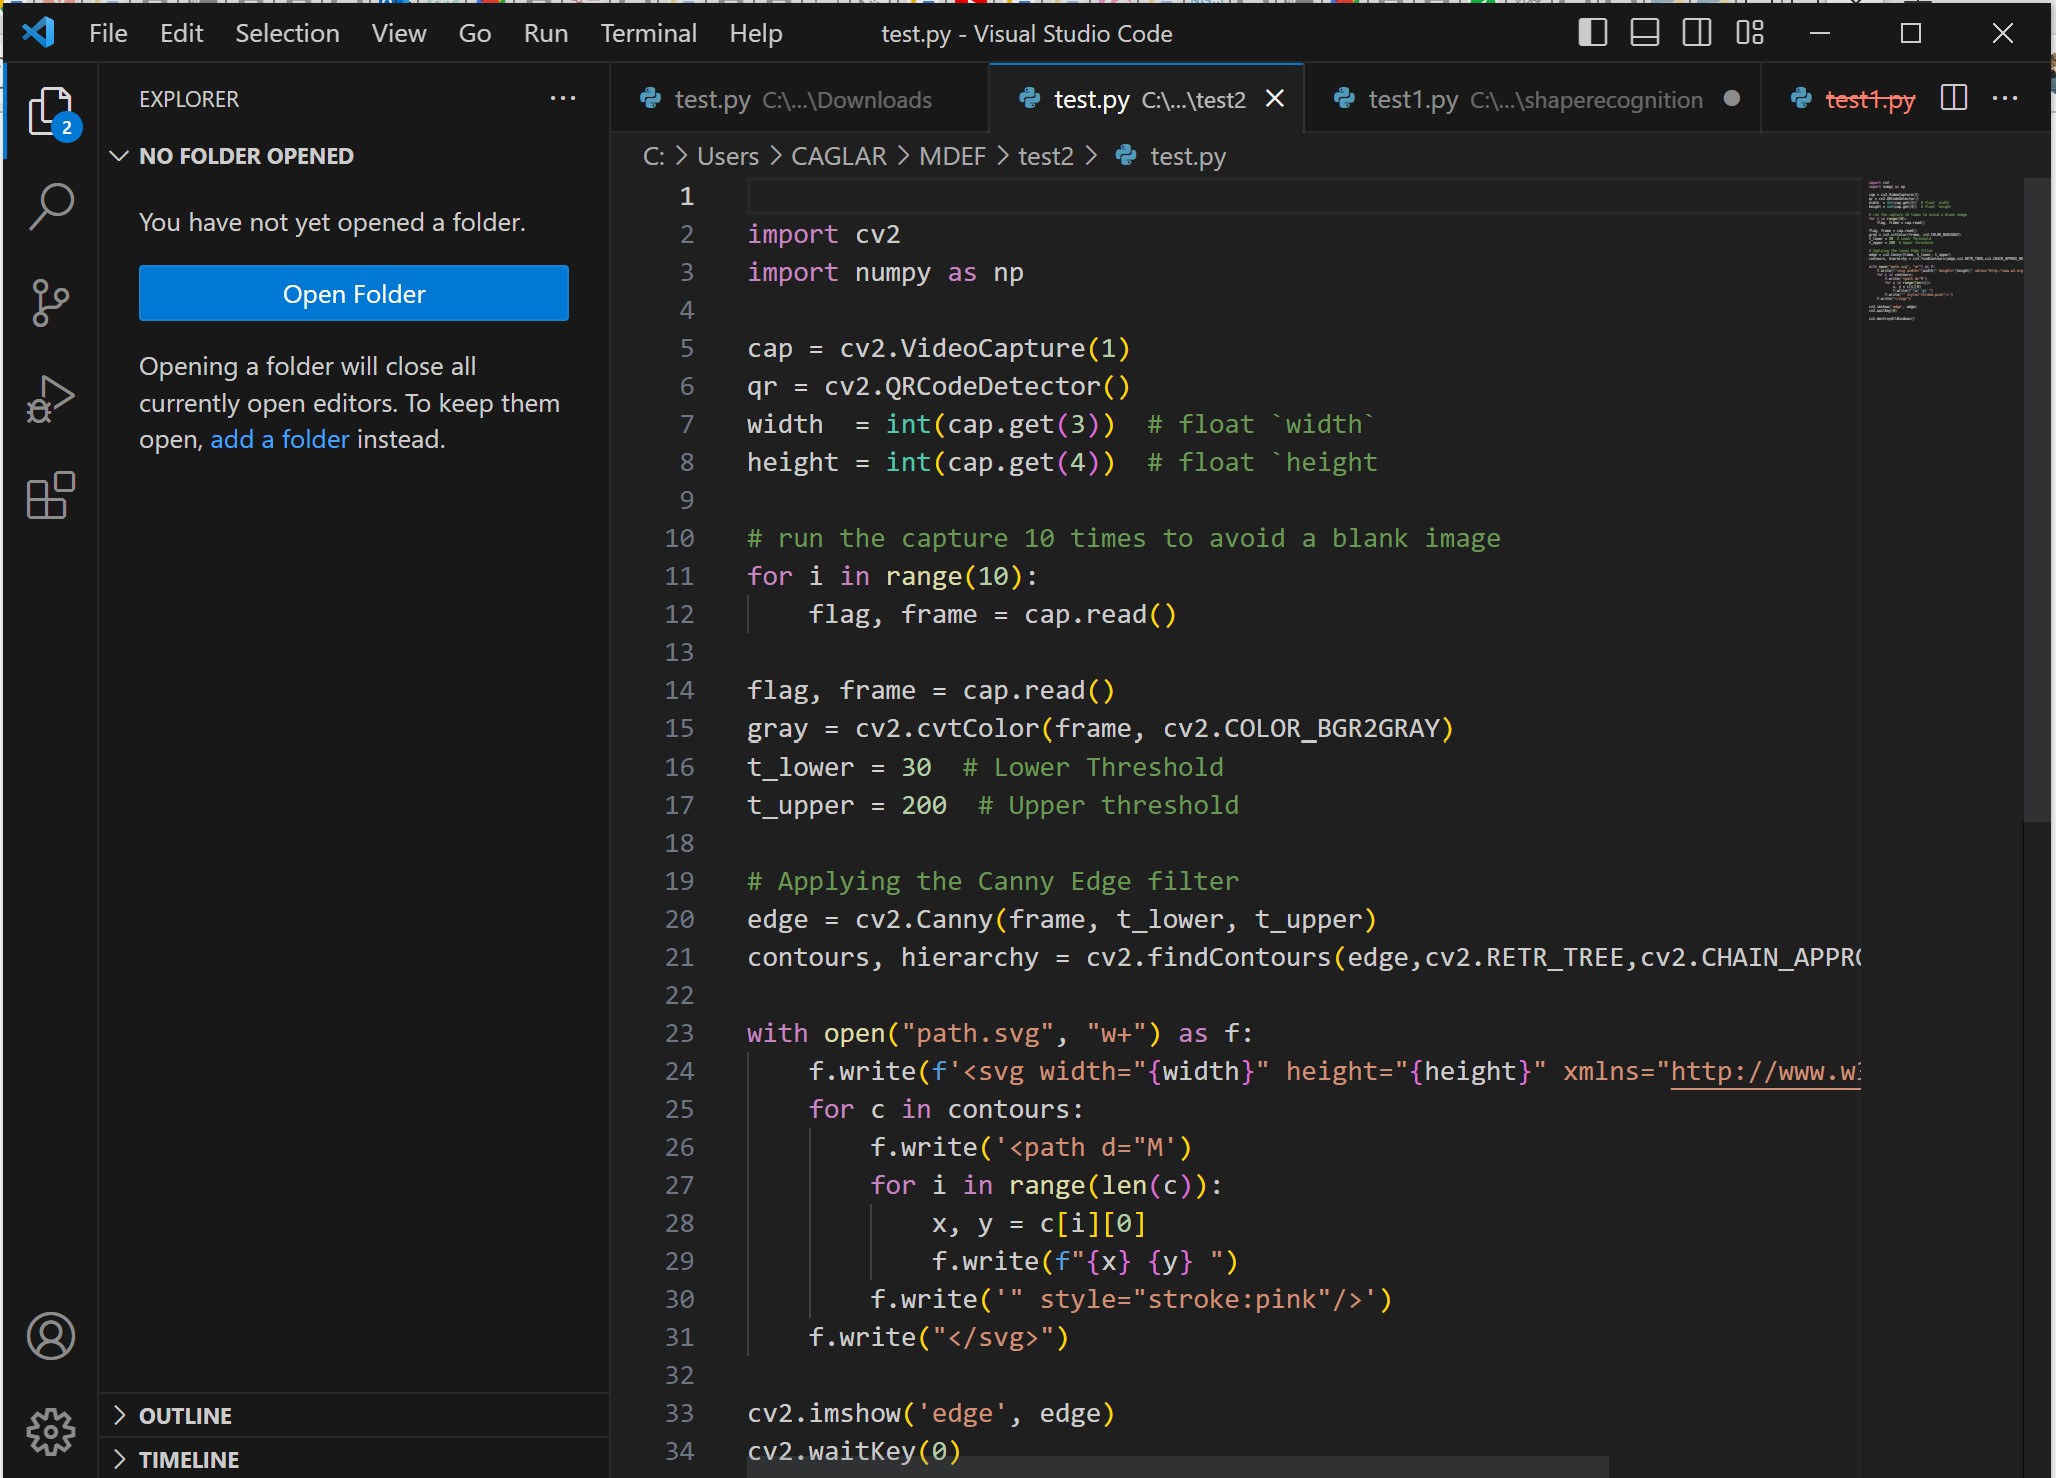 File Edit Selection View Go Run Terminal Help test.py - Visual Studio Code
EXPLORER
2
NO FOLDER OPENED
You have not yet opened a folder.
Open Folder
Opening a folder will close all
currently open editors. To keep them
open, add a folder instead.
OUTLINE
TIMELINE
test.py C:\...\Downloads test.py C:\...\test2 test1.py C:\...\shaperecognition test1.py
C: > Users > CAGLAR > MDEF > test2 > test.py
1
2 import cv2
3 import numpy as np
4
5 cap = cv2.VideoCapture(1)
6 qr = cv2.QRCodeDetector()
7 width  = int(cap.get(3))  # float `width`
8 height = int(cap.get(4))  # float `height
9
10 # run the capture 10 times to avoid a blank image
11 for i in range(10):
12     flag, frame = cap.read()
13
14 flag, frame = cap.read()
15 gray = cv2.cvtColor(frame, cv2.COLOR_BGR2GRAY)
16 t_lower = 30  # Lower Threshold
17 t_upper = 200  # Upper threshold
18
19 # Applying the Canny Edge filter
20 edge = cv2.Canny(frame, t_lower, t_upper)
21 contours, hierarchy = cv2.findContours(edge,cv2.RETR_TREE,cv2.CHAIN_APPR
22
23 with open("path.svg", "w+") as f:
24     f.write(f'<svg width="{width}" height="{height}" xmlns="http://www.w
25     for c in contours:
26         f.write('<path d="M')
27         for i in range(len(c)):
28             x, y = c[i][0]
29             f.write(f"{x} {y} ")
30         f.write('" style="stroke:pink"/>')
31     f.write("</svg>")
32
33 cv2.imshow('edge', edge)
34 cv2.waitKey(0)